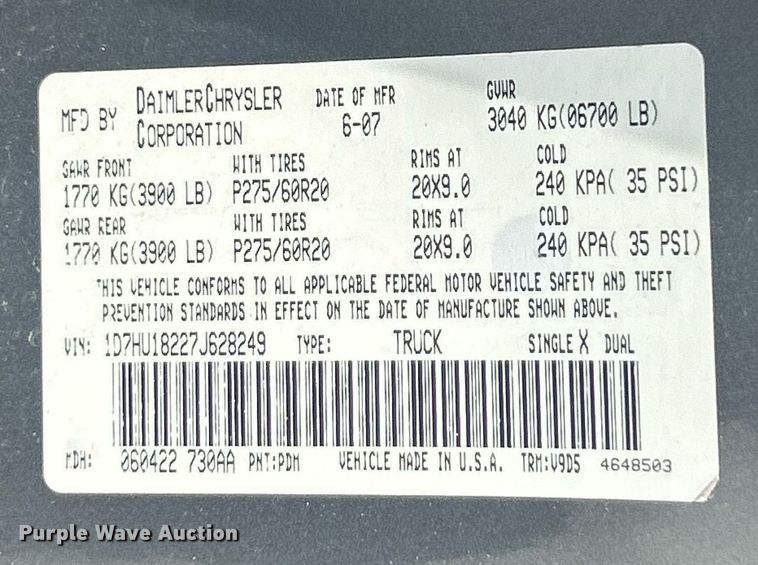 MFD BY DAIMLERCHRYSLER CORPORATION DATE OF MFR 6-07 GVWR 3040 KG(06700 LB)
GAWR FRONT WITH TIRES RIMS AT COLD
1770 KG(3900 LB) P275/60R20 20X9.0 240 KPA( 35 PSI)
GAWR REAR WITH TIRES RIMS AT COLD
1770 KG(3900 LB) P275/60R20 20X9.0 240 KPA( 35 PSI)
THIS VEHICLE CONFORMS TO ALL APPLICABLE FEDERAL MOTOR VEHICLE SAFETY AND THEFT
PREVENTION STANDARDS IN EFFECT ON THE DATE OF MANUFACTURE SHOWN ABOVE.
VIN: 1D7HU18227J628249 TYPE: TRUCK SINGLE X DUAL
MDH: 060422 730AA PNT:PDM VEHICLE MADE IN U.S.A. TRM:V9D5 4648503
Purple Wave Auction